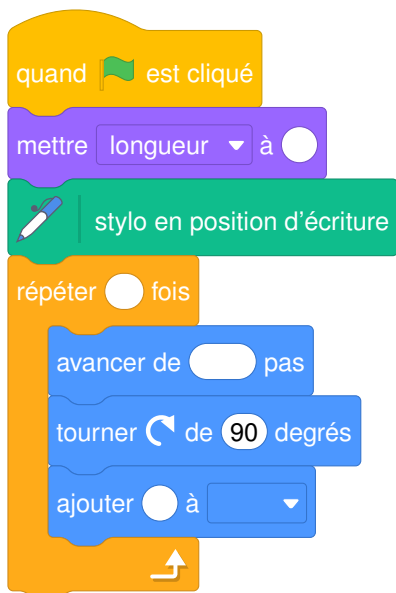 quand est cliqué
mettre longueur à
stylo en position d’écriture
répéter fois
avancer de pas
tourner de 90 degrés
ajouter à